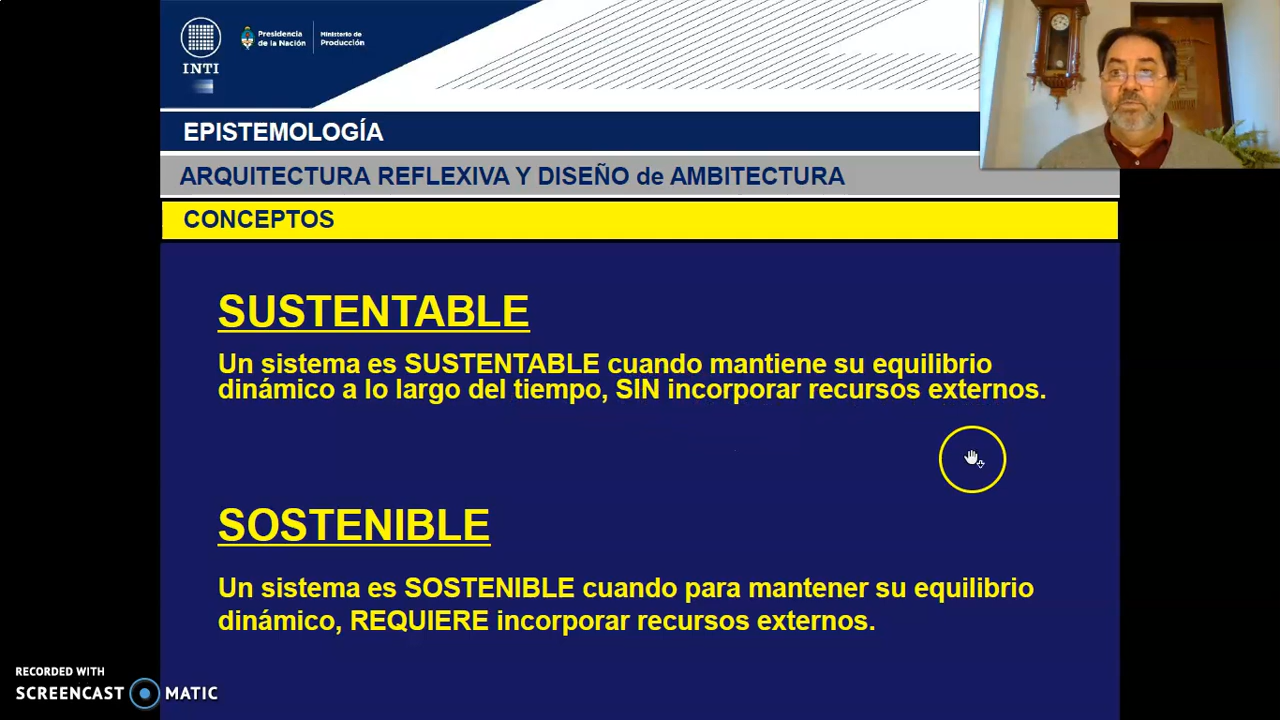 INTI
Presidencia
de la Nación
Ministerio de
Producción
EPISTEMOLOGÍA
ARQUITECTURA REFLEXIVA Y DISEÑO de AMBITECTURA
CONCEPTOS
SUSTENTABLE
Un sistema es SUSTENTABLE cuando mantiene su equilibrio
dinámico a lo largo del tiempo, SIN incorporar recursos externos.
SOSTENIBLE
Un sistema es SOSTENIBLE cuando para mantener su equilibrio
dinámico, REQUIERE incorporar recursos externos.
RECORDED WITH
SCREENCAST MATIC